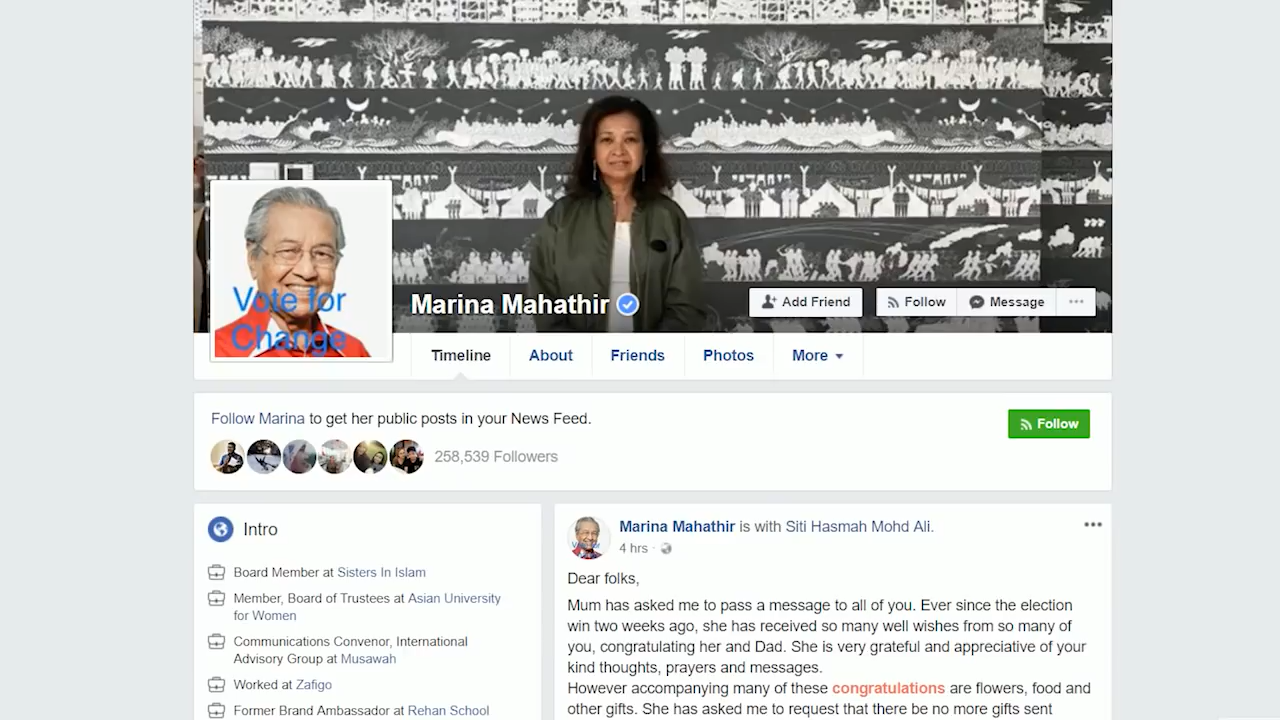 Vote for
Change
Marina Mahathir
Add Friend
Follow
Message
Timeline
About
Friends
Photos
More
Follow Marina to get her public posts in your News Feed.
Follow
258,539 Followers
Intro
Board Member at Sisters In Islam
Member, Board of Trustees at Asian University
for Women
Communications Convenor, International
Advisory Group at Musawah
Worked at Zafigo
Former Brand Ambassador at Rehan School
Marina Mahathir is with Siti Hasmah Mohd Ali.
4 hrs ·
Dear folks,
Mum has asked me to pass a message to all of you. Ever since the election
win two weeks ago, she has received so many well wishes from so many of
you, congratulating her and Dad. She is very grateful and appreciative of your
kind thoughts, prayers and messages.
However accompanying many of these congratulations are flowers, food and
other gifts. She has asked me to request that there be no more gifts sent